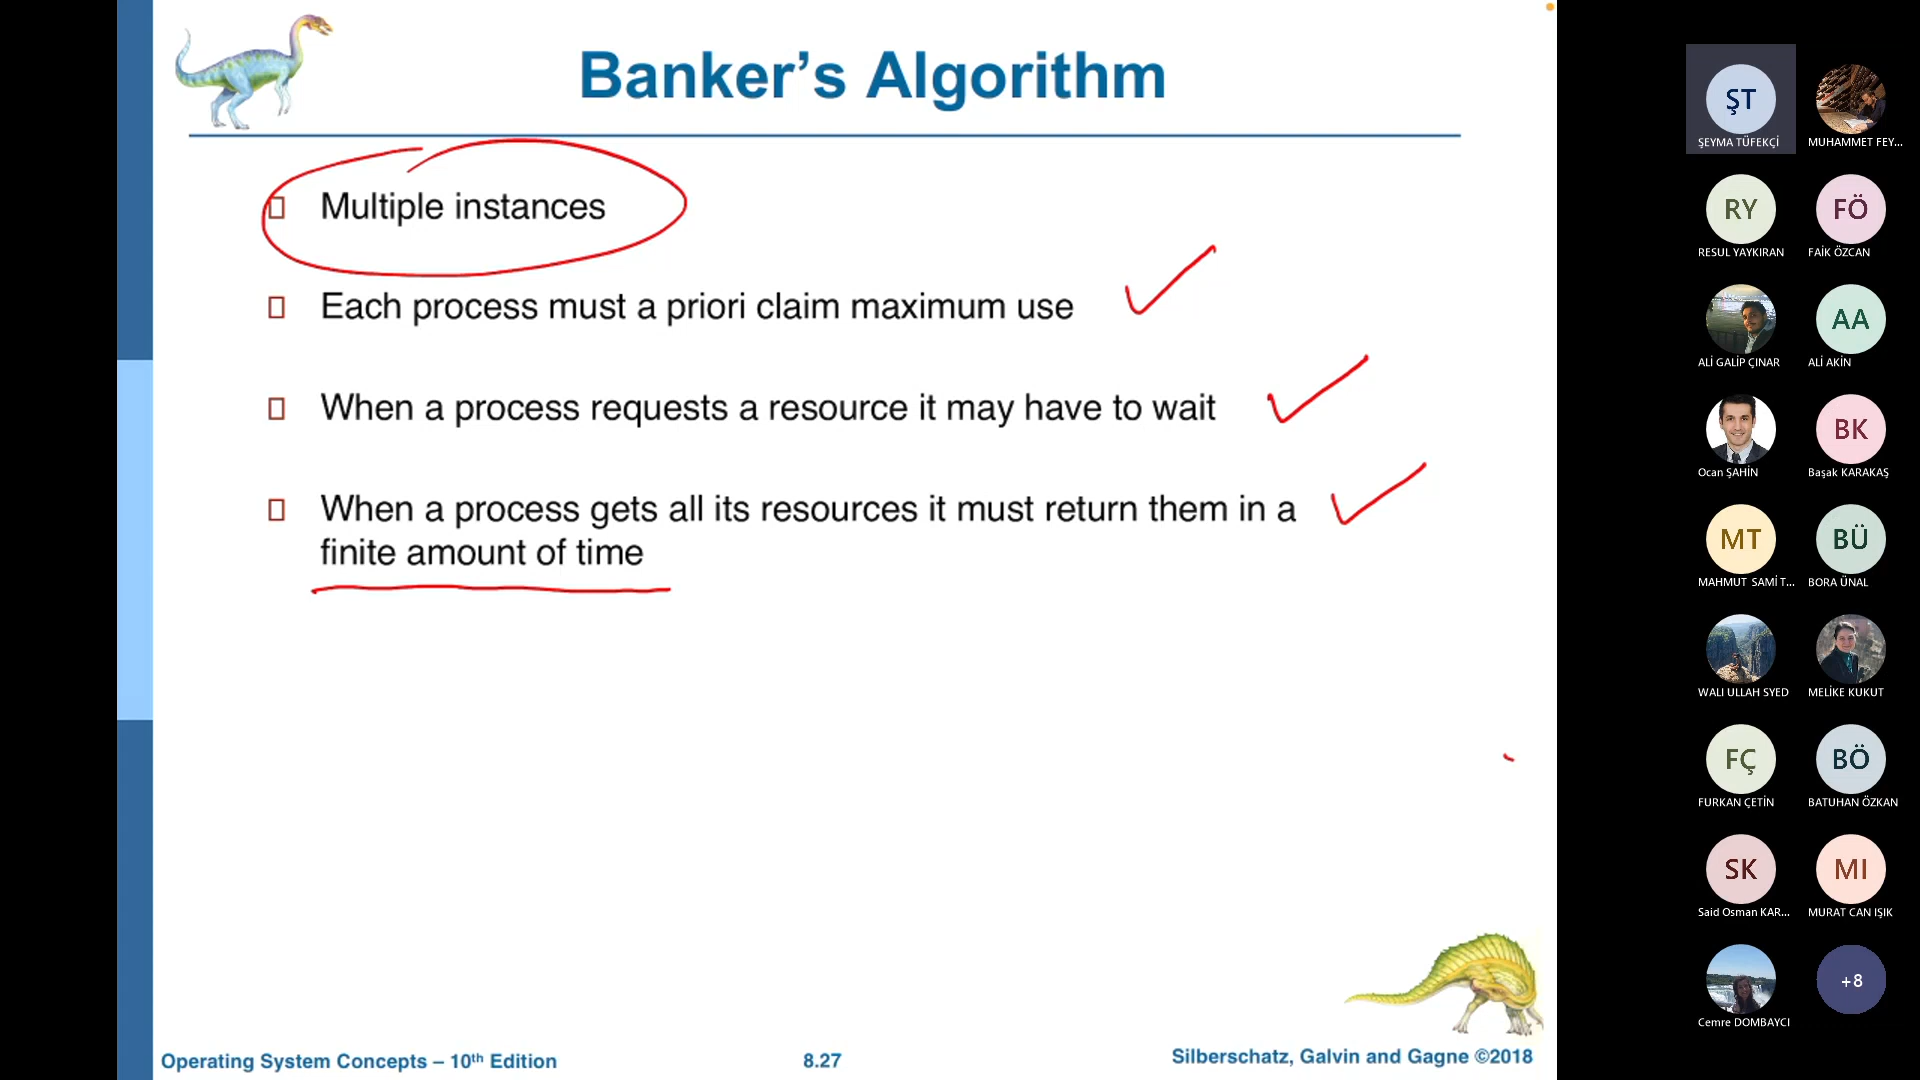 Banker's Algorithm
Multiple instances
Each process must a priori claim maximum use
When a process requests a resource it may have to wait
When a process gets all its resources it must return them in a
finite amount of time
Operating System Concepts – 10th Edition
8.27
Silberschatz, Galvin and Gagne ©2018
ŞT
ŞEYMA TÜFEKÇİ
MUHAMMET FEY...
RY
RESUL YAYKIRAN
FÖ
FAİK ÖZCAN
ALİ GALİP ÇINAR
AA
ALİ AKİN
Ocan ŞAHİN
BK
Başak KARAKAŞ
MT
MAHMUT SAMİ T...
BÜ
BORA ÜNAL
WALI ULLAH SYED
MELİKE KUKUT
FÇ
FURKAN ÇETİN
BÖ
BATUHAN ÖZKAN
SK
Said Osman KAR...
MI
MURAT CAN IŞIK
Cemre DOMBAYCI
+8